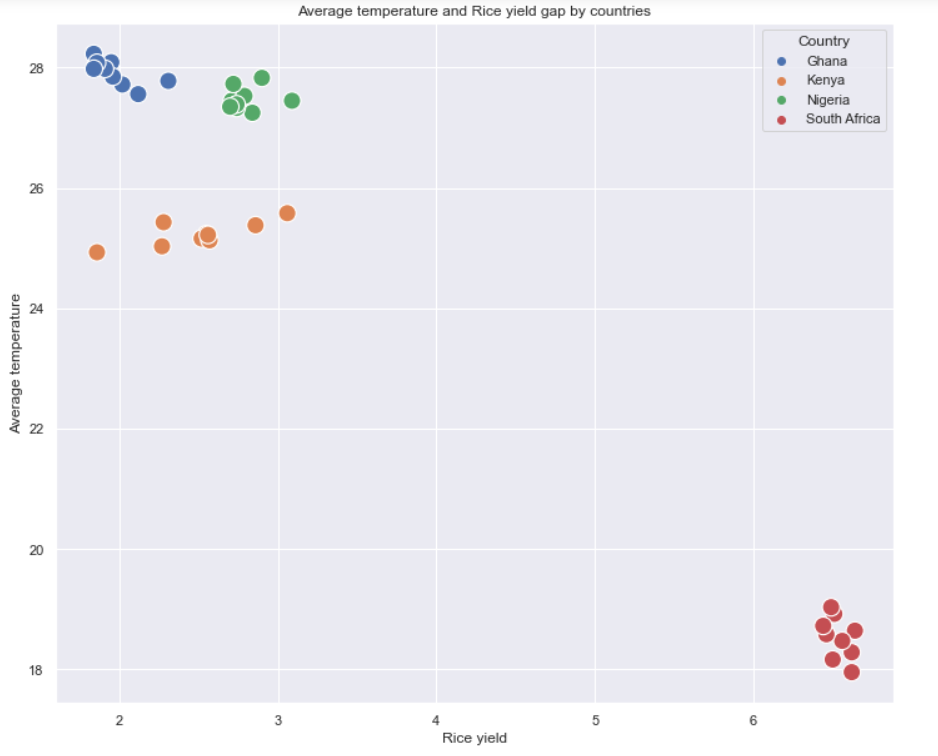 Average temperature and Rice yield gap by countries
Country
Ghana
Kenya
Nigeria
South Africa
28
26
24
22
20
18
Average temperature
2 3 4 5 6
Rice yield